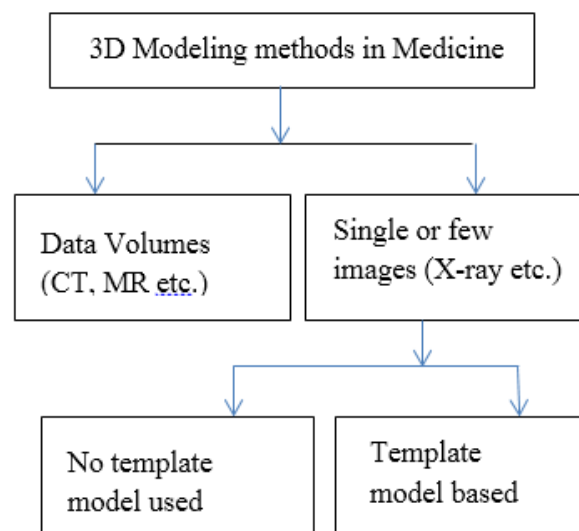 3D Modeling methods in Medicine
Data Volumes
(CT, MR etc.)
Single or few
images (X-ray etc.)
No template
model used
Template
model based